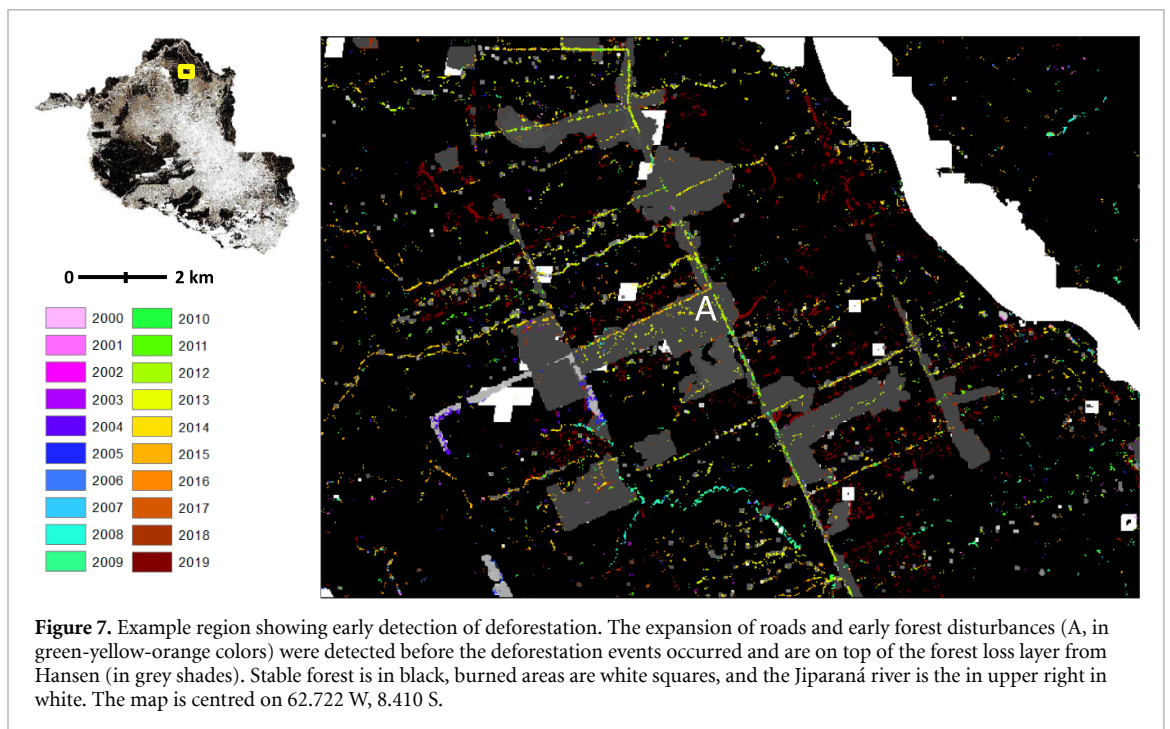 0 2 km
2000 2010
2001 2011
2002 2012
2003 2013
2004 2014
2005 2015
2006 2016
2007 2017
2008 2018
2009 2019
A
Figure 7. Example region showing early detection of deforestation. The expansion of roads and early forest disturbances (A, in
green-yellow-orange colors) were detected before the deforestation events occurred and are on top of the forest loss layer from
Hansen (in grey shades). Stable forest is in black, burned areas are white squares, and the Jiparaná river is the in upper right in
white. The map is centred on 62.722 W, 8.410 S.